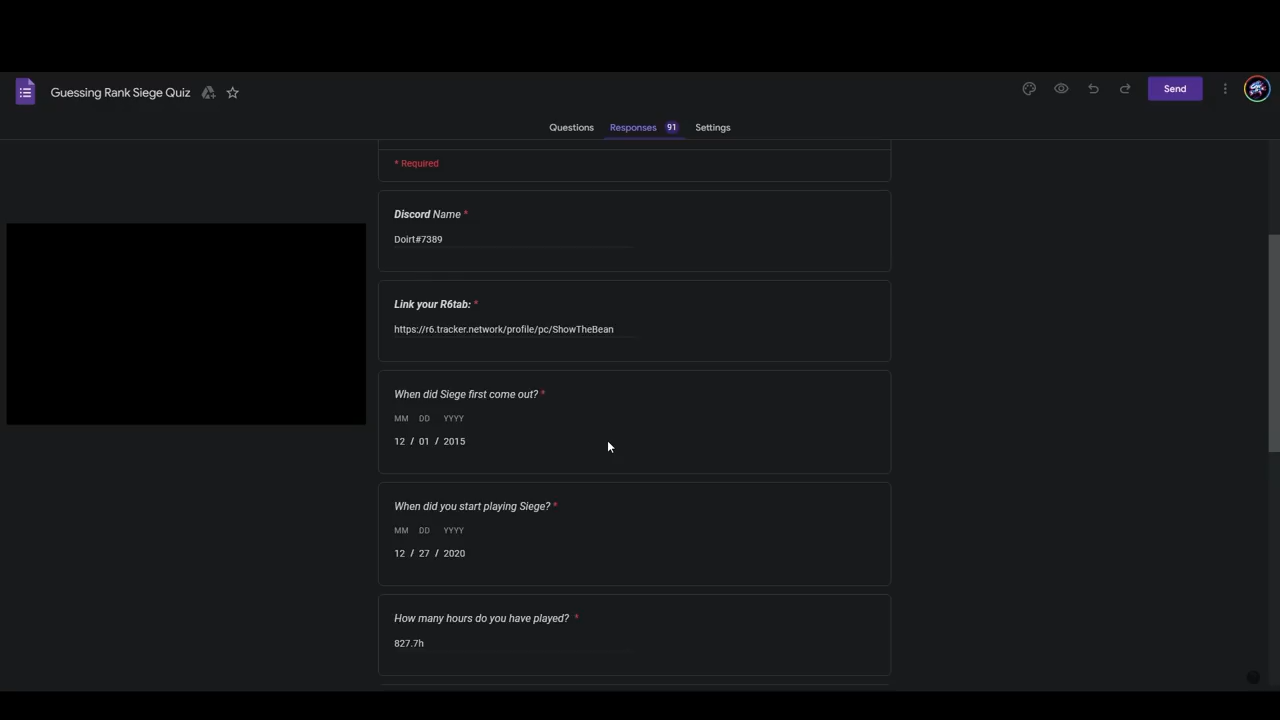 Guessing Rank Siege Quiz
Send
Questions Responses 91 Settings
* Required
Discord Name *
Doirt#7389
Link your R6tab: *
https://r6.tracker.network/profile/pc/ShowTheBean
When did Siege first come out? *
MM DD YYYY
12 / 01 / 2015
When did you start playing Siege? *
MM DD YYYY
12 / 27 / 2020
How many hours do you have played? *
827.7h